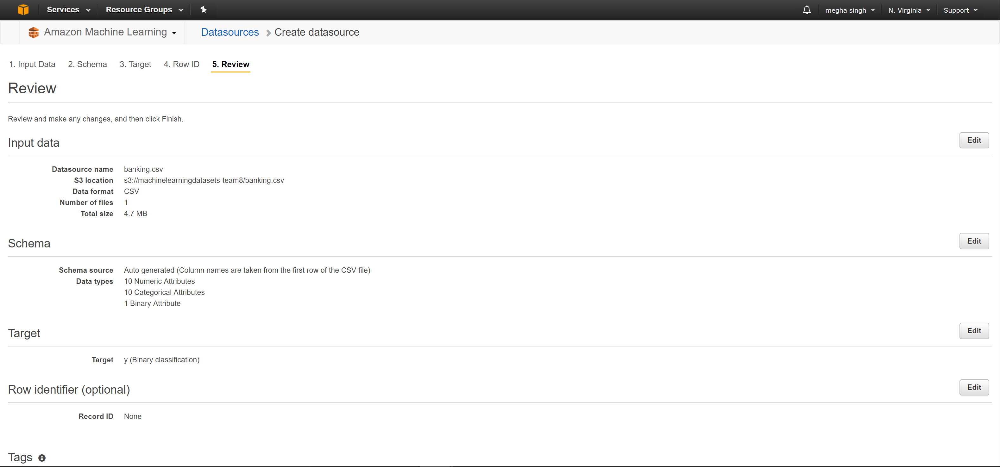 Services Resource Groups megha singh N. Virginia Support
Amazon Machine Learning Datasources Create datasource
1. Input Data 2. Schema 3. Target 4. Row ID 5. Review
Review
Review and make any changes, and then click Finish.
Input data Edit
Datasource name banking.csv
S3 location s3://machinelearningdatasets-team8/banking.csv
Data format CSV
Number of files 1
Total size 4.7 MB
Schema Edit
Schema source Auto generated (Column names are taken from the first row of the CSV file)
Data types 10 Numeric Attributes
10 Categorical Attributes
1 Binary Attribute
Target Edit
Target y (Binary classification)
Row identifier (optional) Edit
Record ID None
Tags